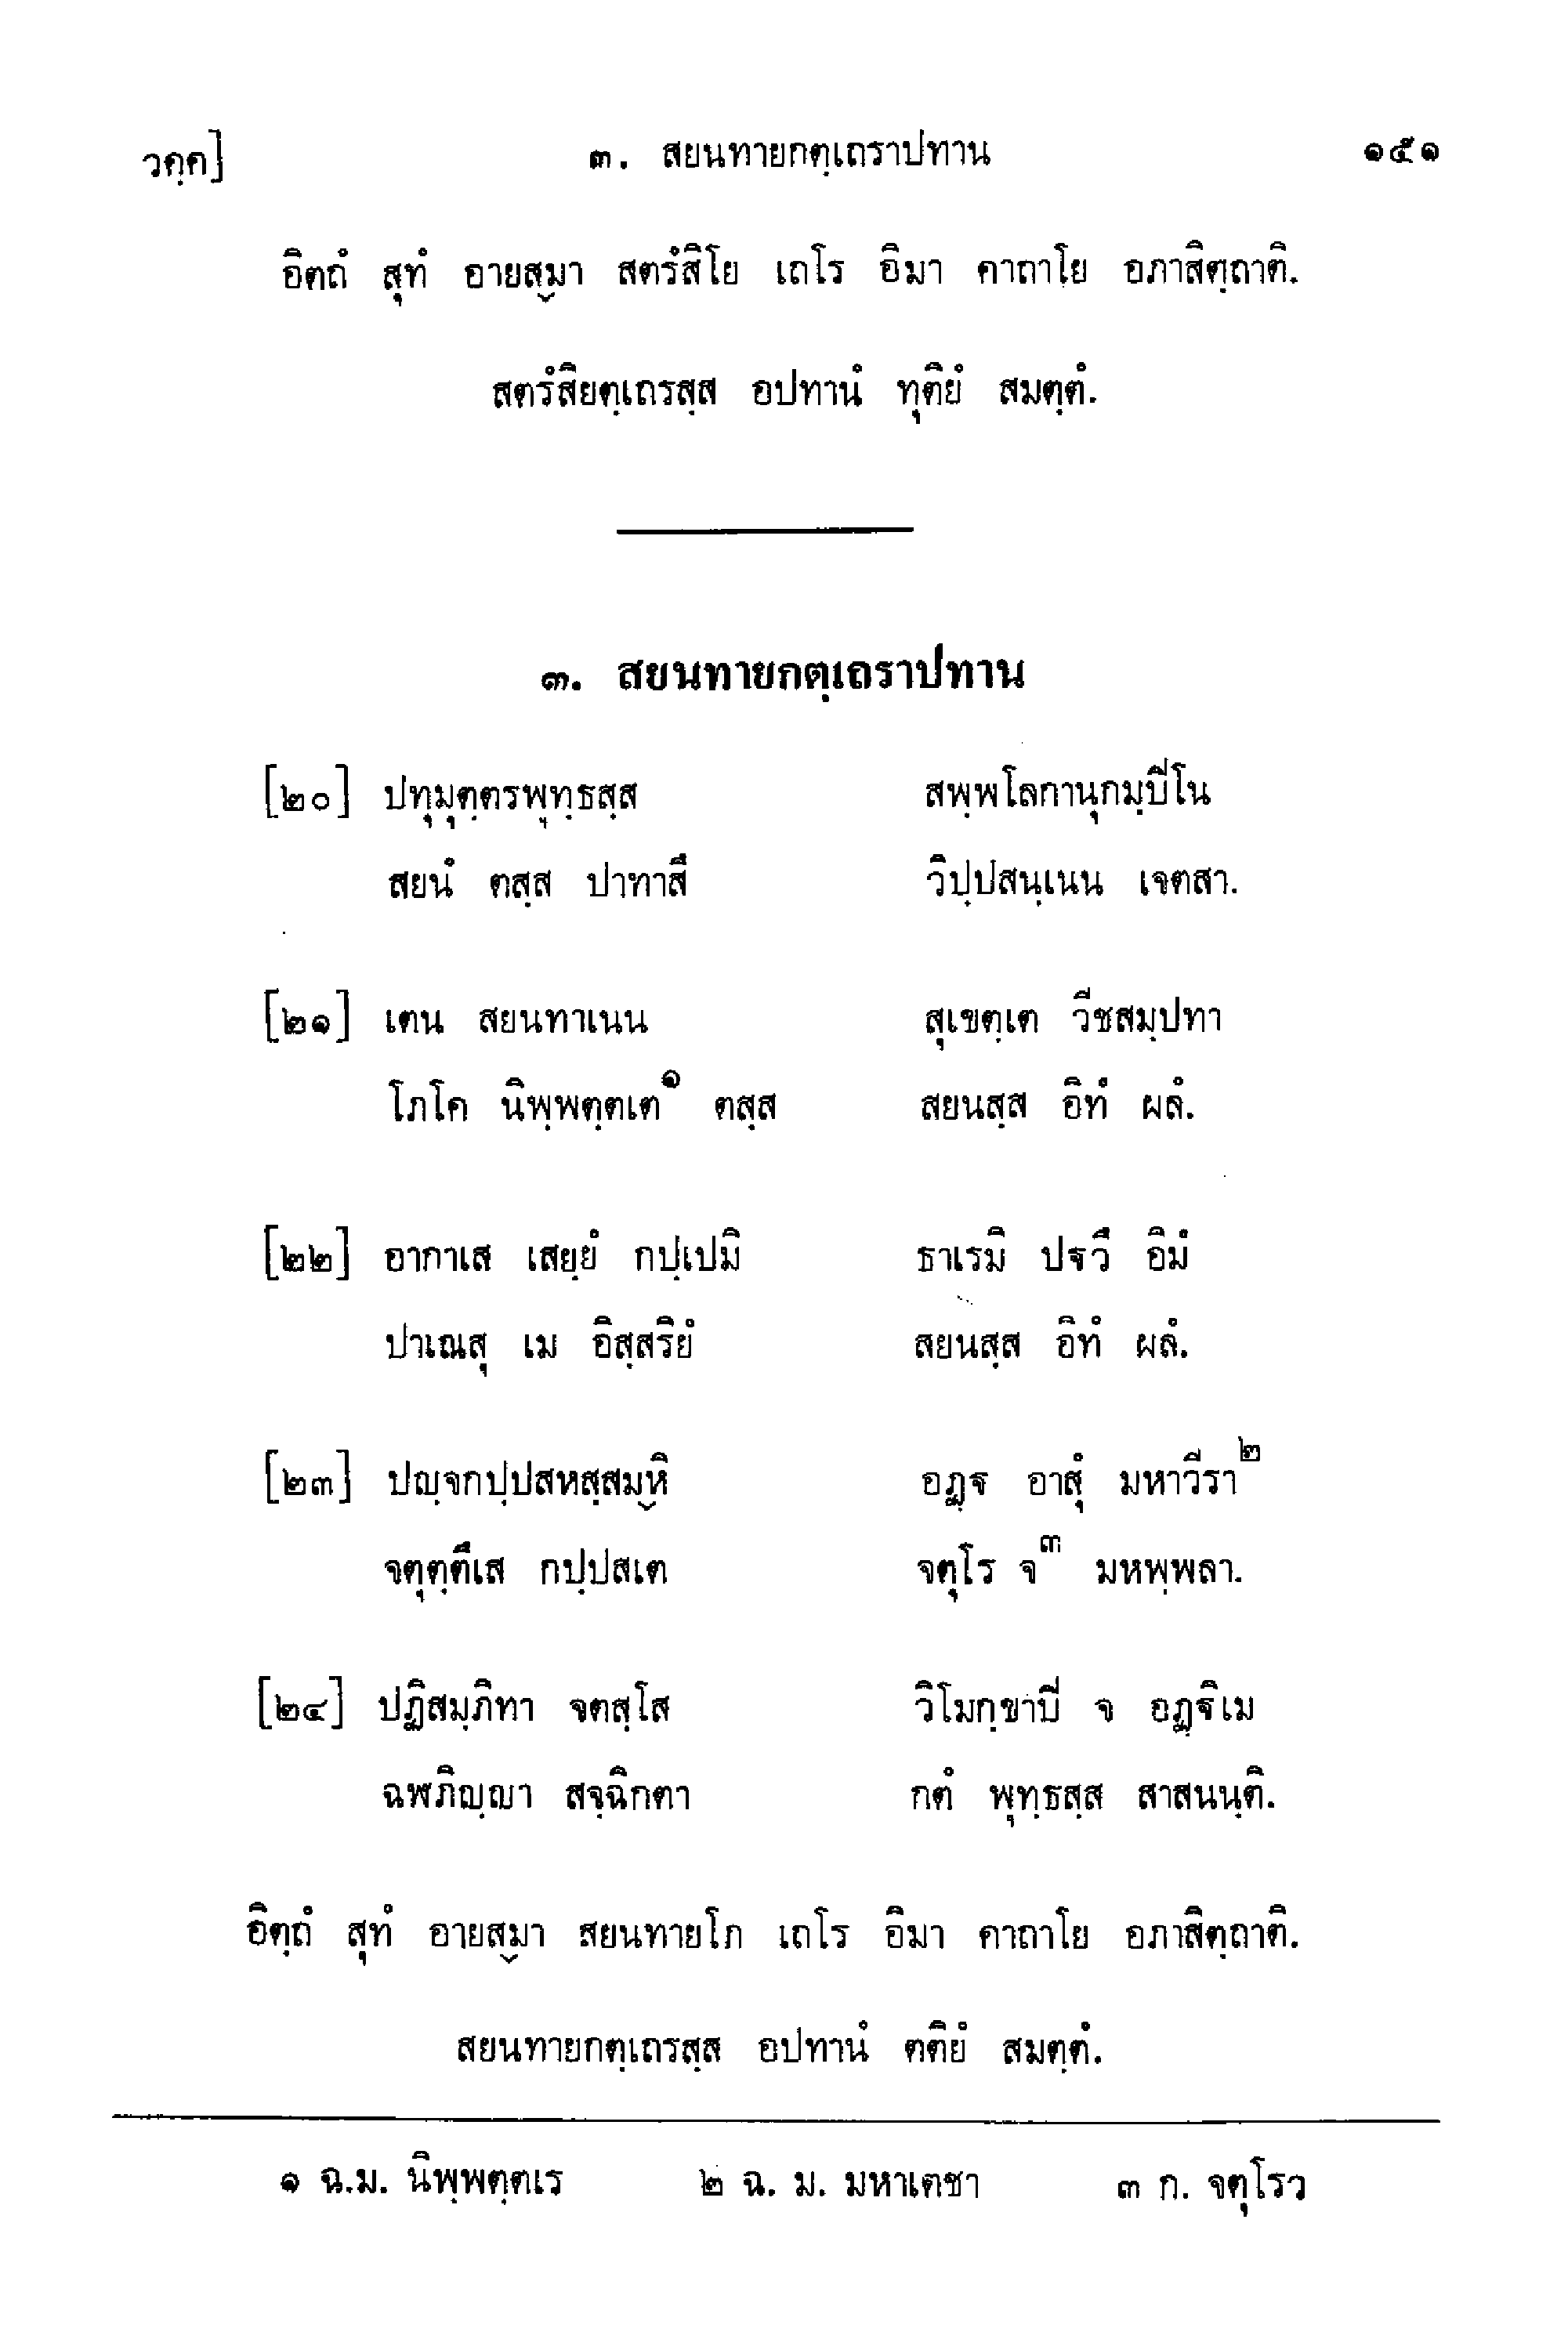 วคฺค] ๓. สยนทายกตฺเถราปทาน ๑๕๑
อิตถํ สุทํ อายสฺมา สตรํสิโย เถโร อิมา คาถาโย อภาสิตฺถาติ.
สตรํสิยตฺเถรสฺส อปทานํ ทุติยํ สมตฺตํ.
๓. สยนทายกตฺเถราปทาน
[๒๐] ปทุมุตฺตรพุทฺธสฺส สพฺพโลกานุกมฺปิโน
สยนํ ตสฺส ปาทาสึ วิปฺปสนฺเนน เจตสา.
[๒๑] เตน สยนทาเนน สุเขตฺเต วีชสมฺปทา
โภโค นิพฺพตฺตเต๑ ตสฺส สยนสฺส อิทํ ผลํ.
[๒๒] อากาเส เสยฺยํ กปฺเปมิ ธาเรมิ ปฐวึ อิมํ
ปาเณสุ เม อิสฺสริยํ สยนสฺส อิทํ ผลํ.
[๒๓] ปญฺจกปฺปสหสฺสมฺหิ อฏฺฐ อาสุํ มหาวีรา๒
จตุตฺตึเส กปฺปสเต จตุโร จ๓ มหพฺพลา.
[๒๔] ปฏิสมฺภิทา จตสฺโส วิโมกฺขาปิ จ อฏฺฐิเม
ฉฬภิญฺญา สจฺฉิกตา กตํ พุทฺธสฺส สาสนนฺติ.
อิตฺถํ สุทํ อายสฺมา สยนทายโก เถโร อิมา คาถาโย อภาสิตฺถาติ.
สยนทายกตฺเถรสฺส อปทานํ ตติยํ สมตฺตํ.
๑ ฉ.ม. นิพฺพตฺตเร ๒ ฉ. ม. มหาเตชา ๓ ก. จตุโรว